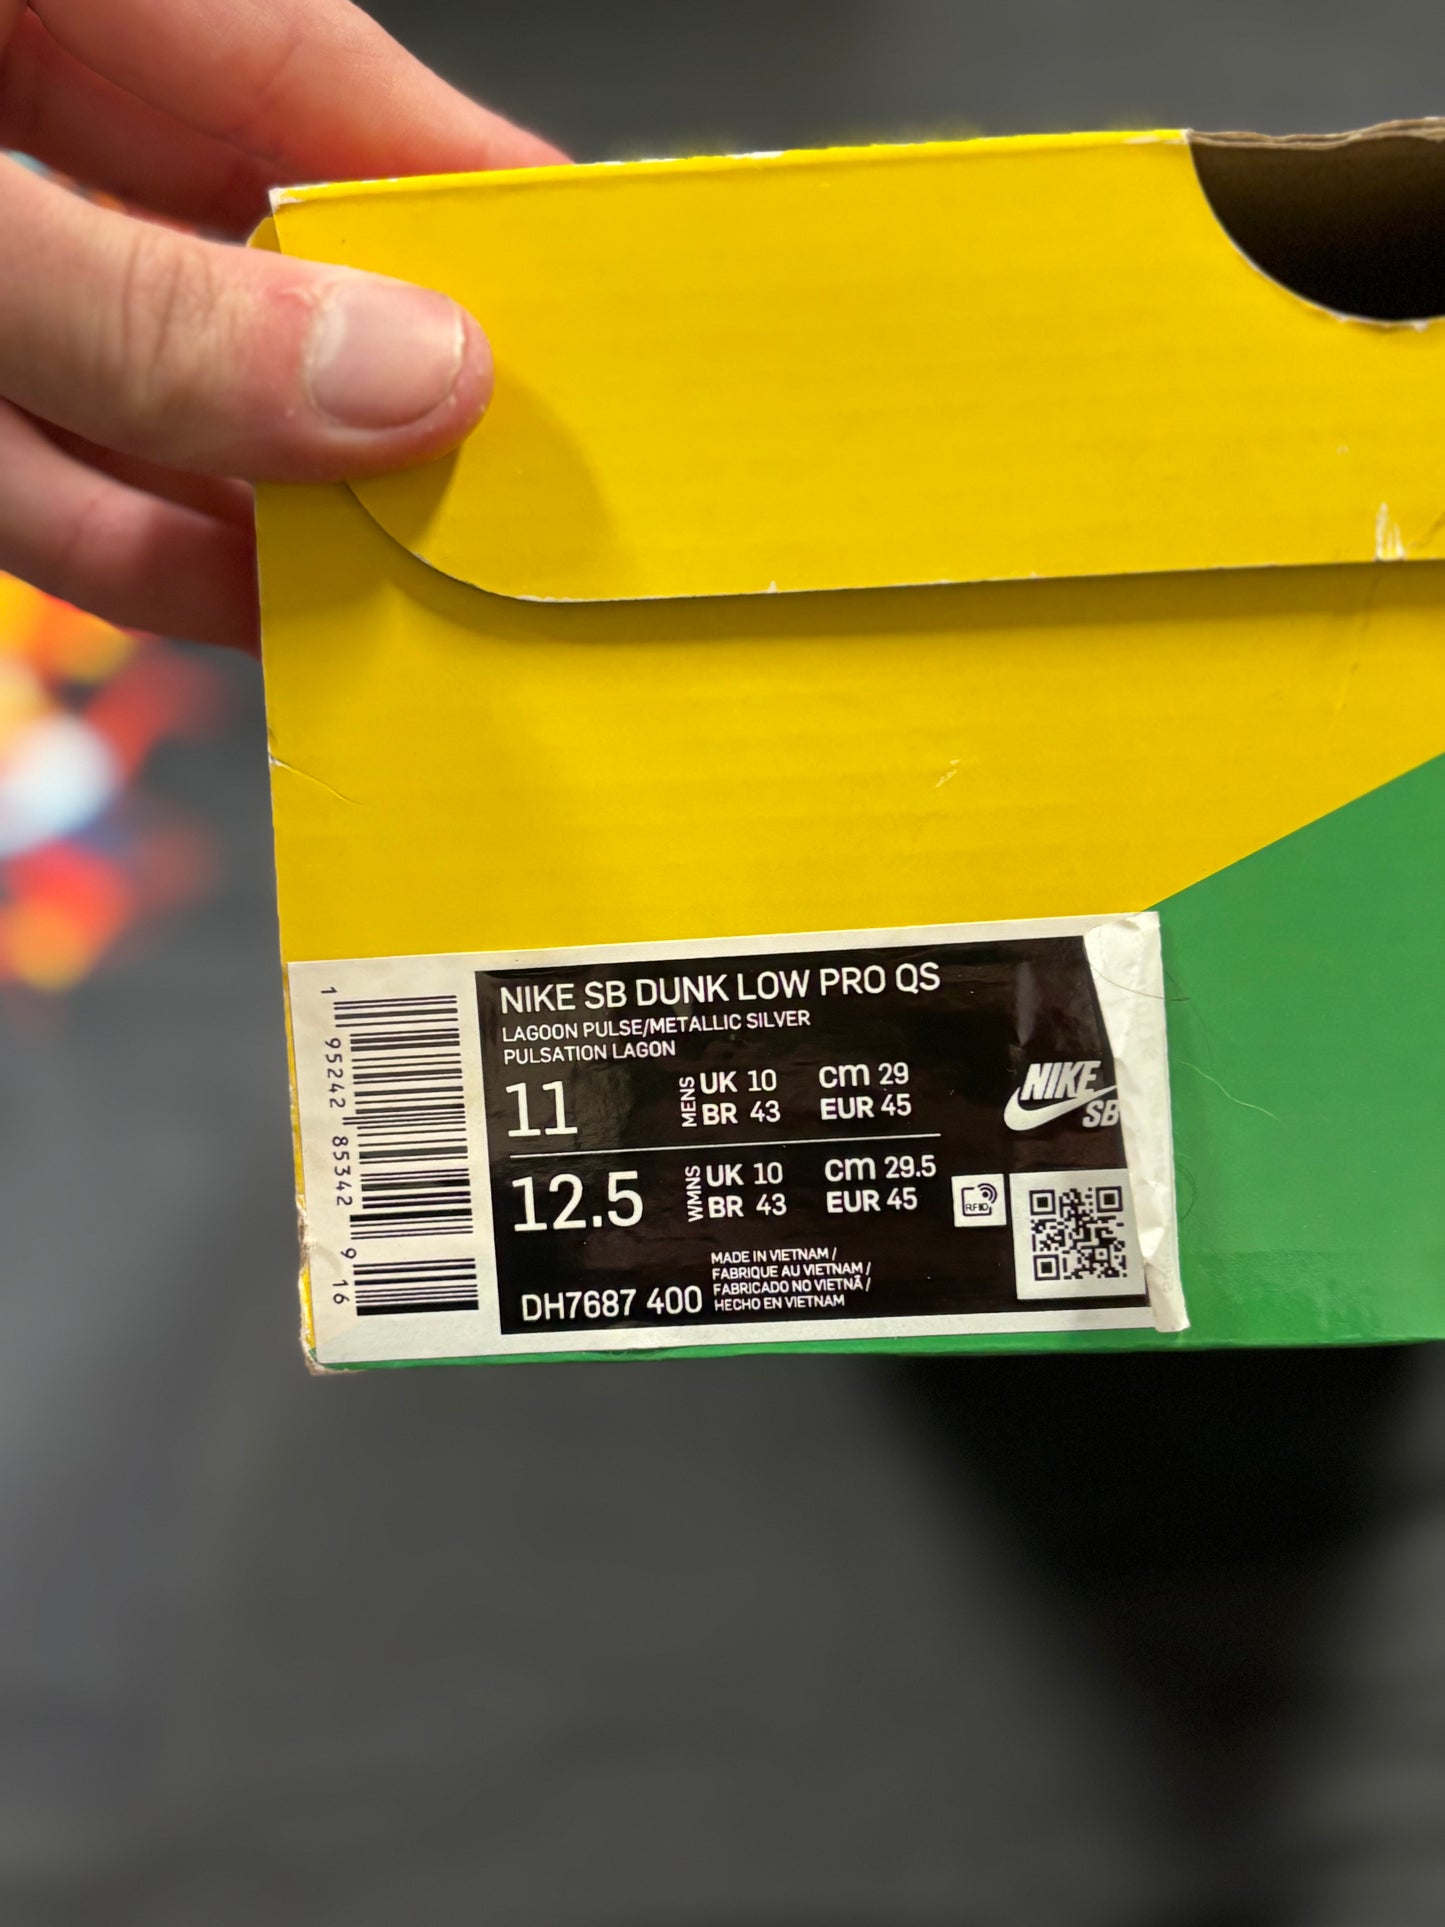 NIKE SB DUNK LOW PRO QS
LAGOON PULSE/METALLIC SILVER
PULSATION LAGON
11 MENS UK 10 cm 29
BR 43 EUR 45
12.5 WMNS UK 10 cm 29.5
BR 43 EUR 45
DH7687 400
MADE IN VIETNAM /
FABRIQUE AU VIETNAM /
FABRICADO NO VIETNÃ /
HECHO EN VIETNAM
NIKE
SB
RFID
1 95242 85342 9 16